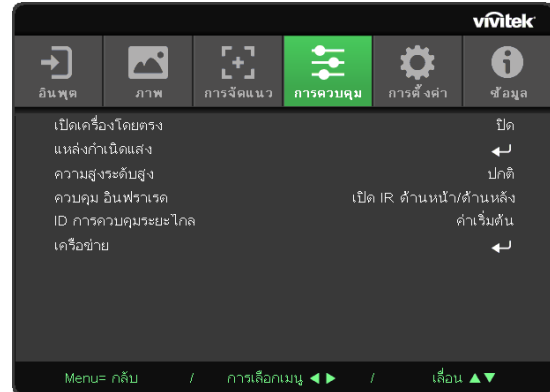 vivitek
อินพุต ภาพ การจัดแนว การควบคุม การตั้งค่า ข้อมูล
เปิดเครื่องโดยตรง ปิด
แหล่งกำเนิดแสง
ความสูงระดับสูง ปกติ
ควบคุม อินฟราเรด เปิด IR ด้านหน้า/ด้านหลัง
ID การควบคุมระยะไกล ค่าเริ่มต้น
เครือข่าย
Menu= กลับ / การเลือกเมนู ◀ ▶ / เลื่อน ▲▼